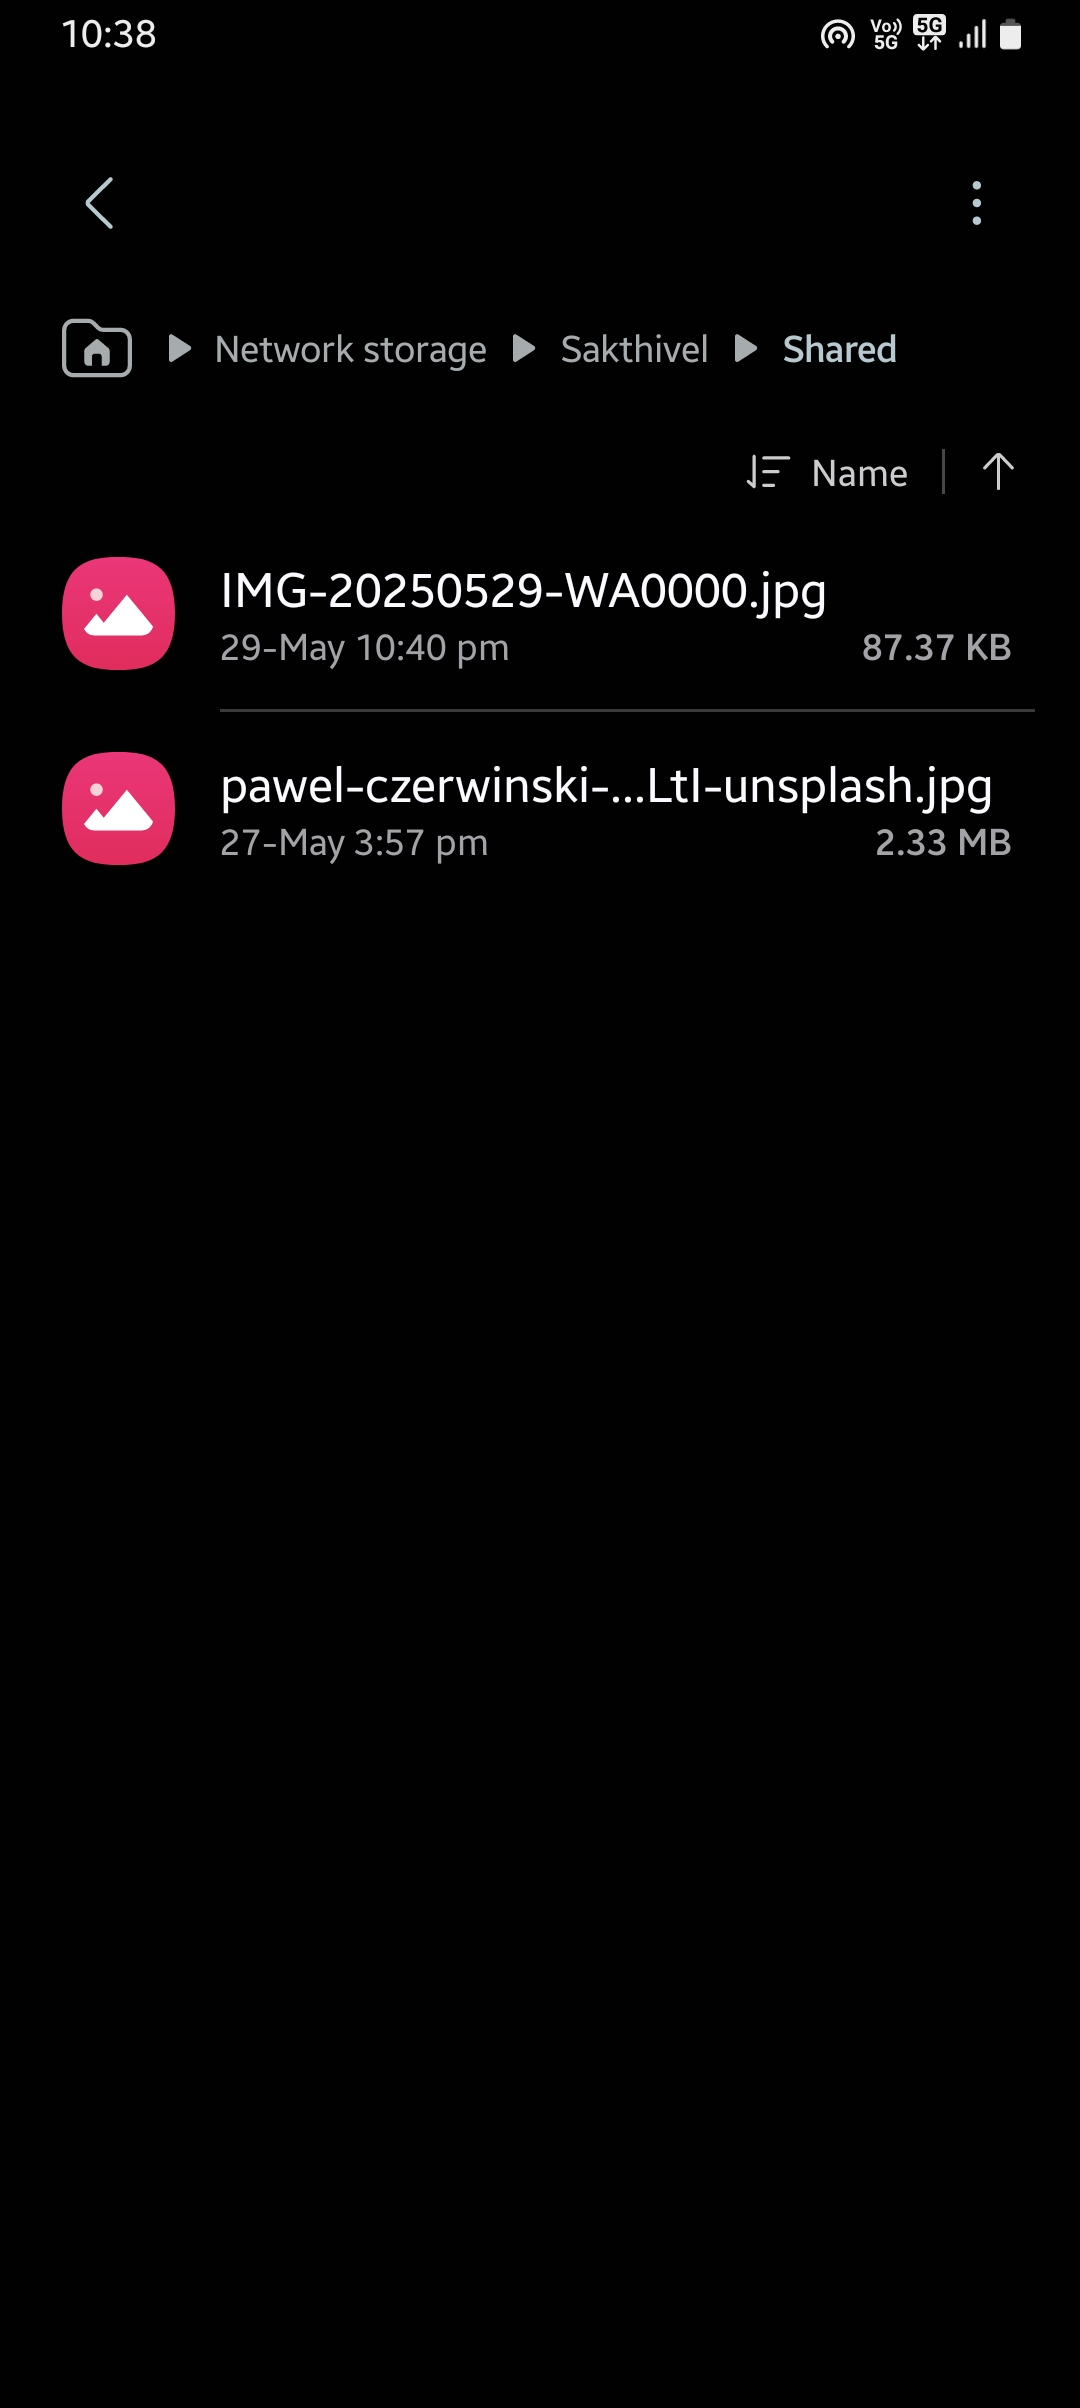 10:38
Vo)) 5G 5G
Network storage Sakthivel Shared
Name
IMG-20250529-WA0000.jpg
29-May 10:40 pm 87.37 KB
pawel-czerwinski-...LtI-unsplash.jpg
27-May 3:57 pm 2.33 MB